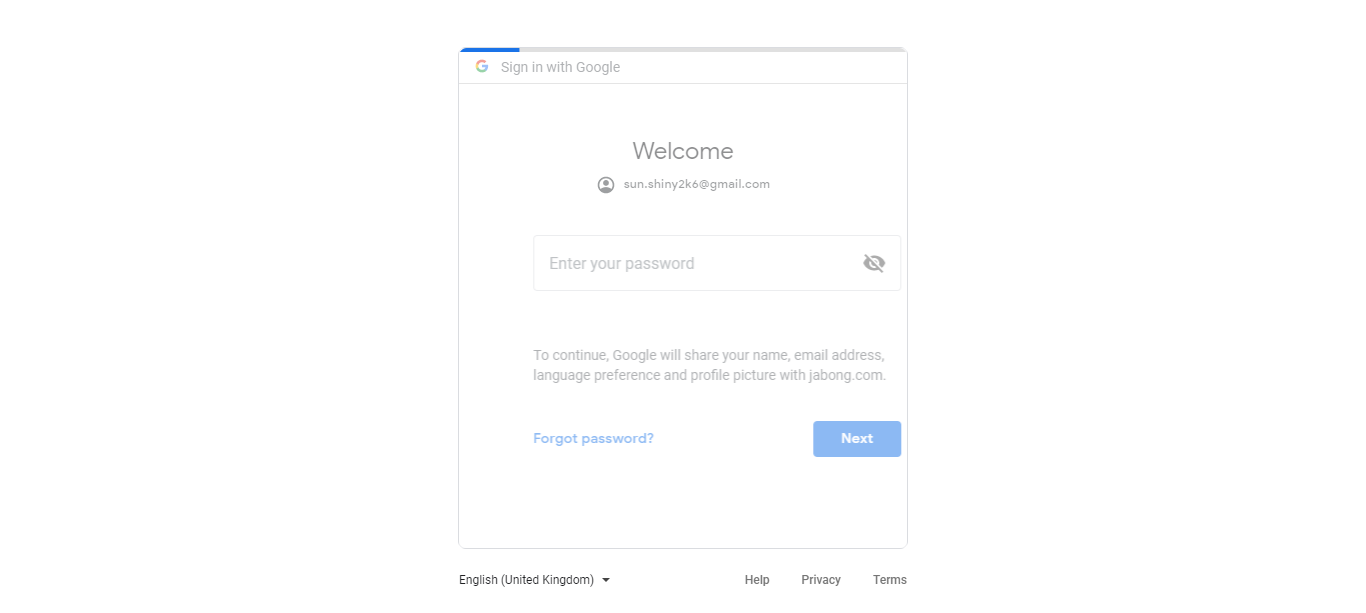 Sign in with Google
Welcome
sun.shiny2k6@gmail.com
Enter your password
To continue, Google will share your name, email address,
language preference and profile picture with jabong.com.
Forgot password?
Next
English (United Kingdom)
Help
Privacy
Terms